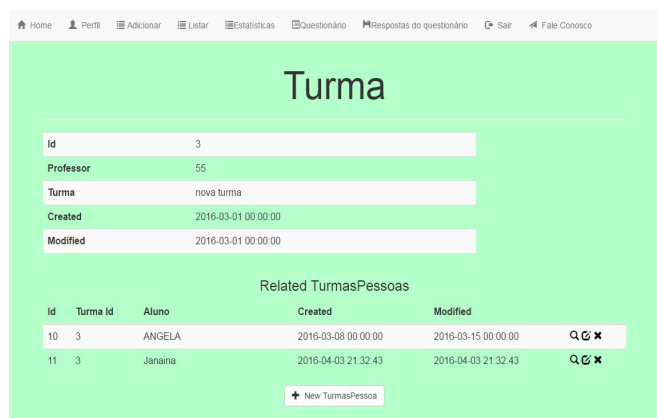 Home Perfil Adicionar Listar Estatísticas Questionário Respostas do questionário Sair Fale Conosco
Turma
Id 3
Professor 55
Turma nova turma
Created 2016-03-01 00:00:00
Modified 2016-03-01 00:00:00
Related TurmasPessoas
Id Turma Id Aluno Created Modified
10 3 ANGELA 2016-03-08 00:00:00 2016-03-15 00:00:00
11 3 Janaina 2016-04-03 21:32:43 2016-04-03 21:32:43
New TurmasPessoa